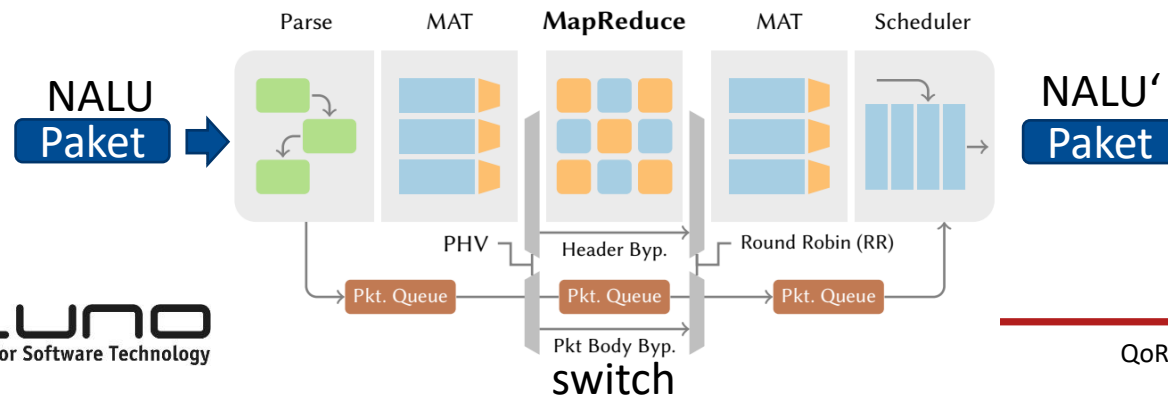 Parse
MAT
MapReduce
MAT
Scheduler
NALU
Paket
NALU‘
Paket
PHV
Header Byp.
Round Robin (RR)
Pkt. Queue
Pkt. Queue
Pkt. Queue
Pkt Body Byp.
switch
LUNO
or Software Technology
QoR